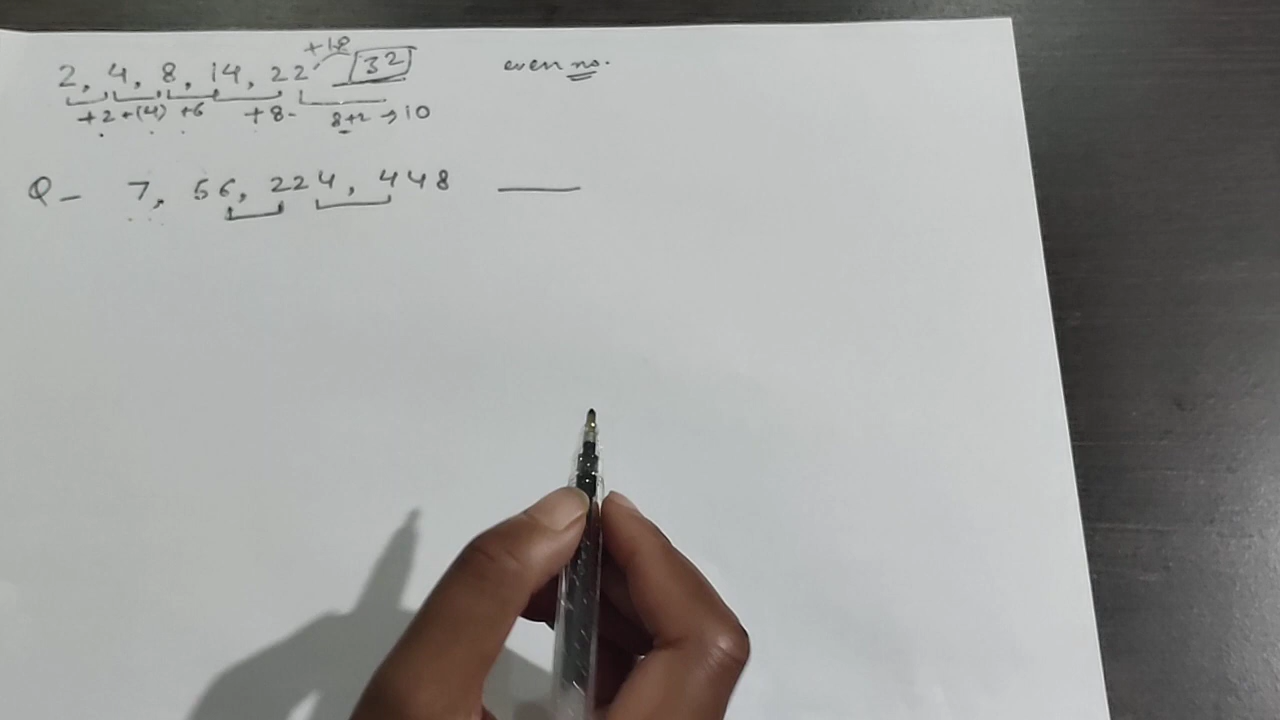 +10
2, 4, 8, 14, 22 32 even no.
+2 +(4) +6 +8- 8+2 → 10
Q- 7, 56, 224, 448 ___